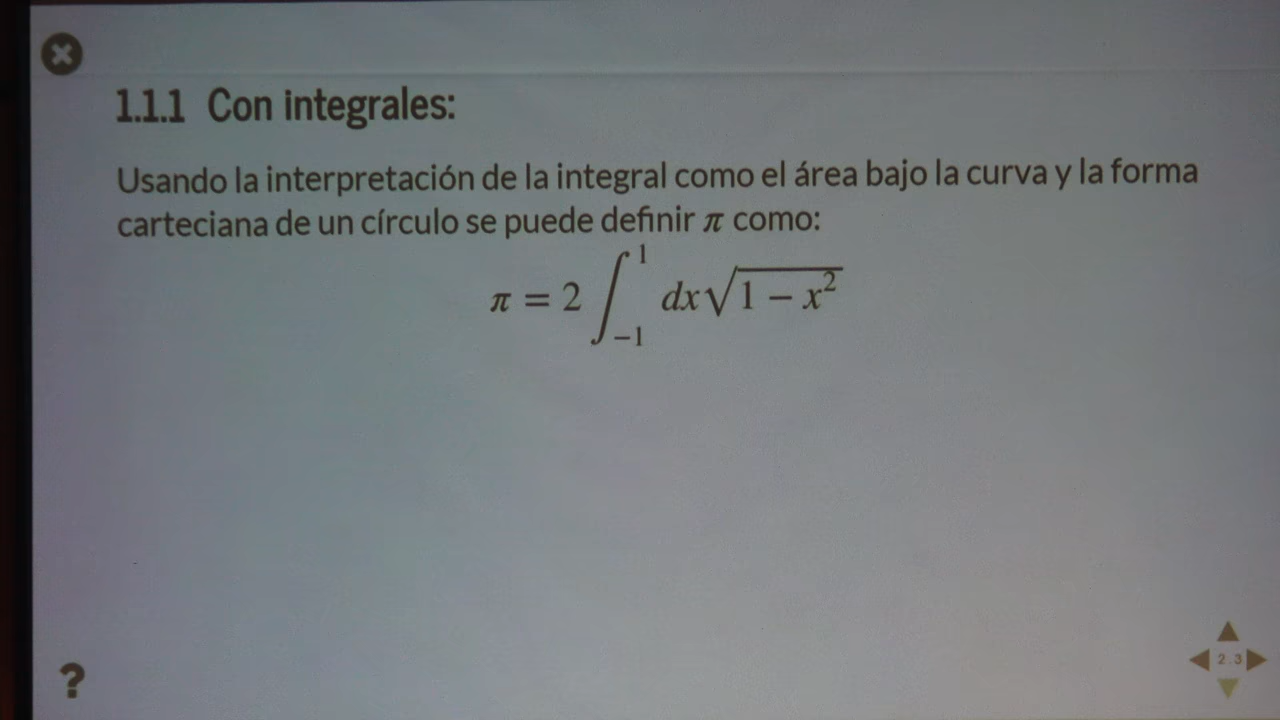 1.1.1 Con integrales:
Usando la interpretación de la integral como el área bajo la curva y la forma
carteciana de un círculo se puede definir π como:
π = 2 ∫_{-1}^{1} dx√(1 − x²)
?
2.3